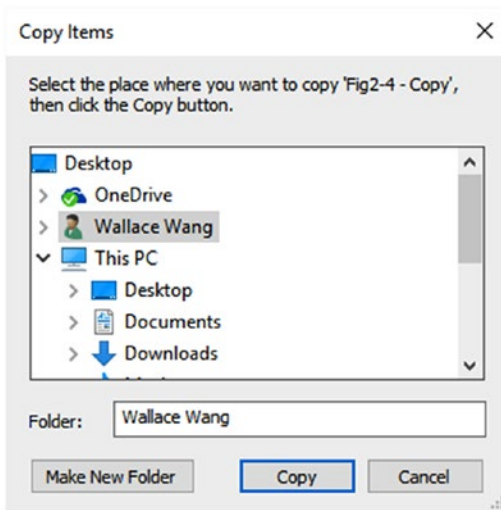 Copy Items
Select the place where you want to copy 'Fig2-4 - Copy',
then click the Copy button.
Desktop
OneDrive
Wallace Wang
This PC
Desktop
Documents
Downloads
Folder: Wallace Wang
Make New Folder Copy Cancel